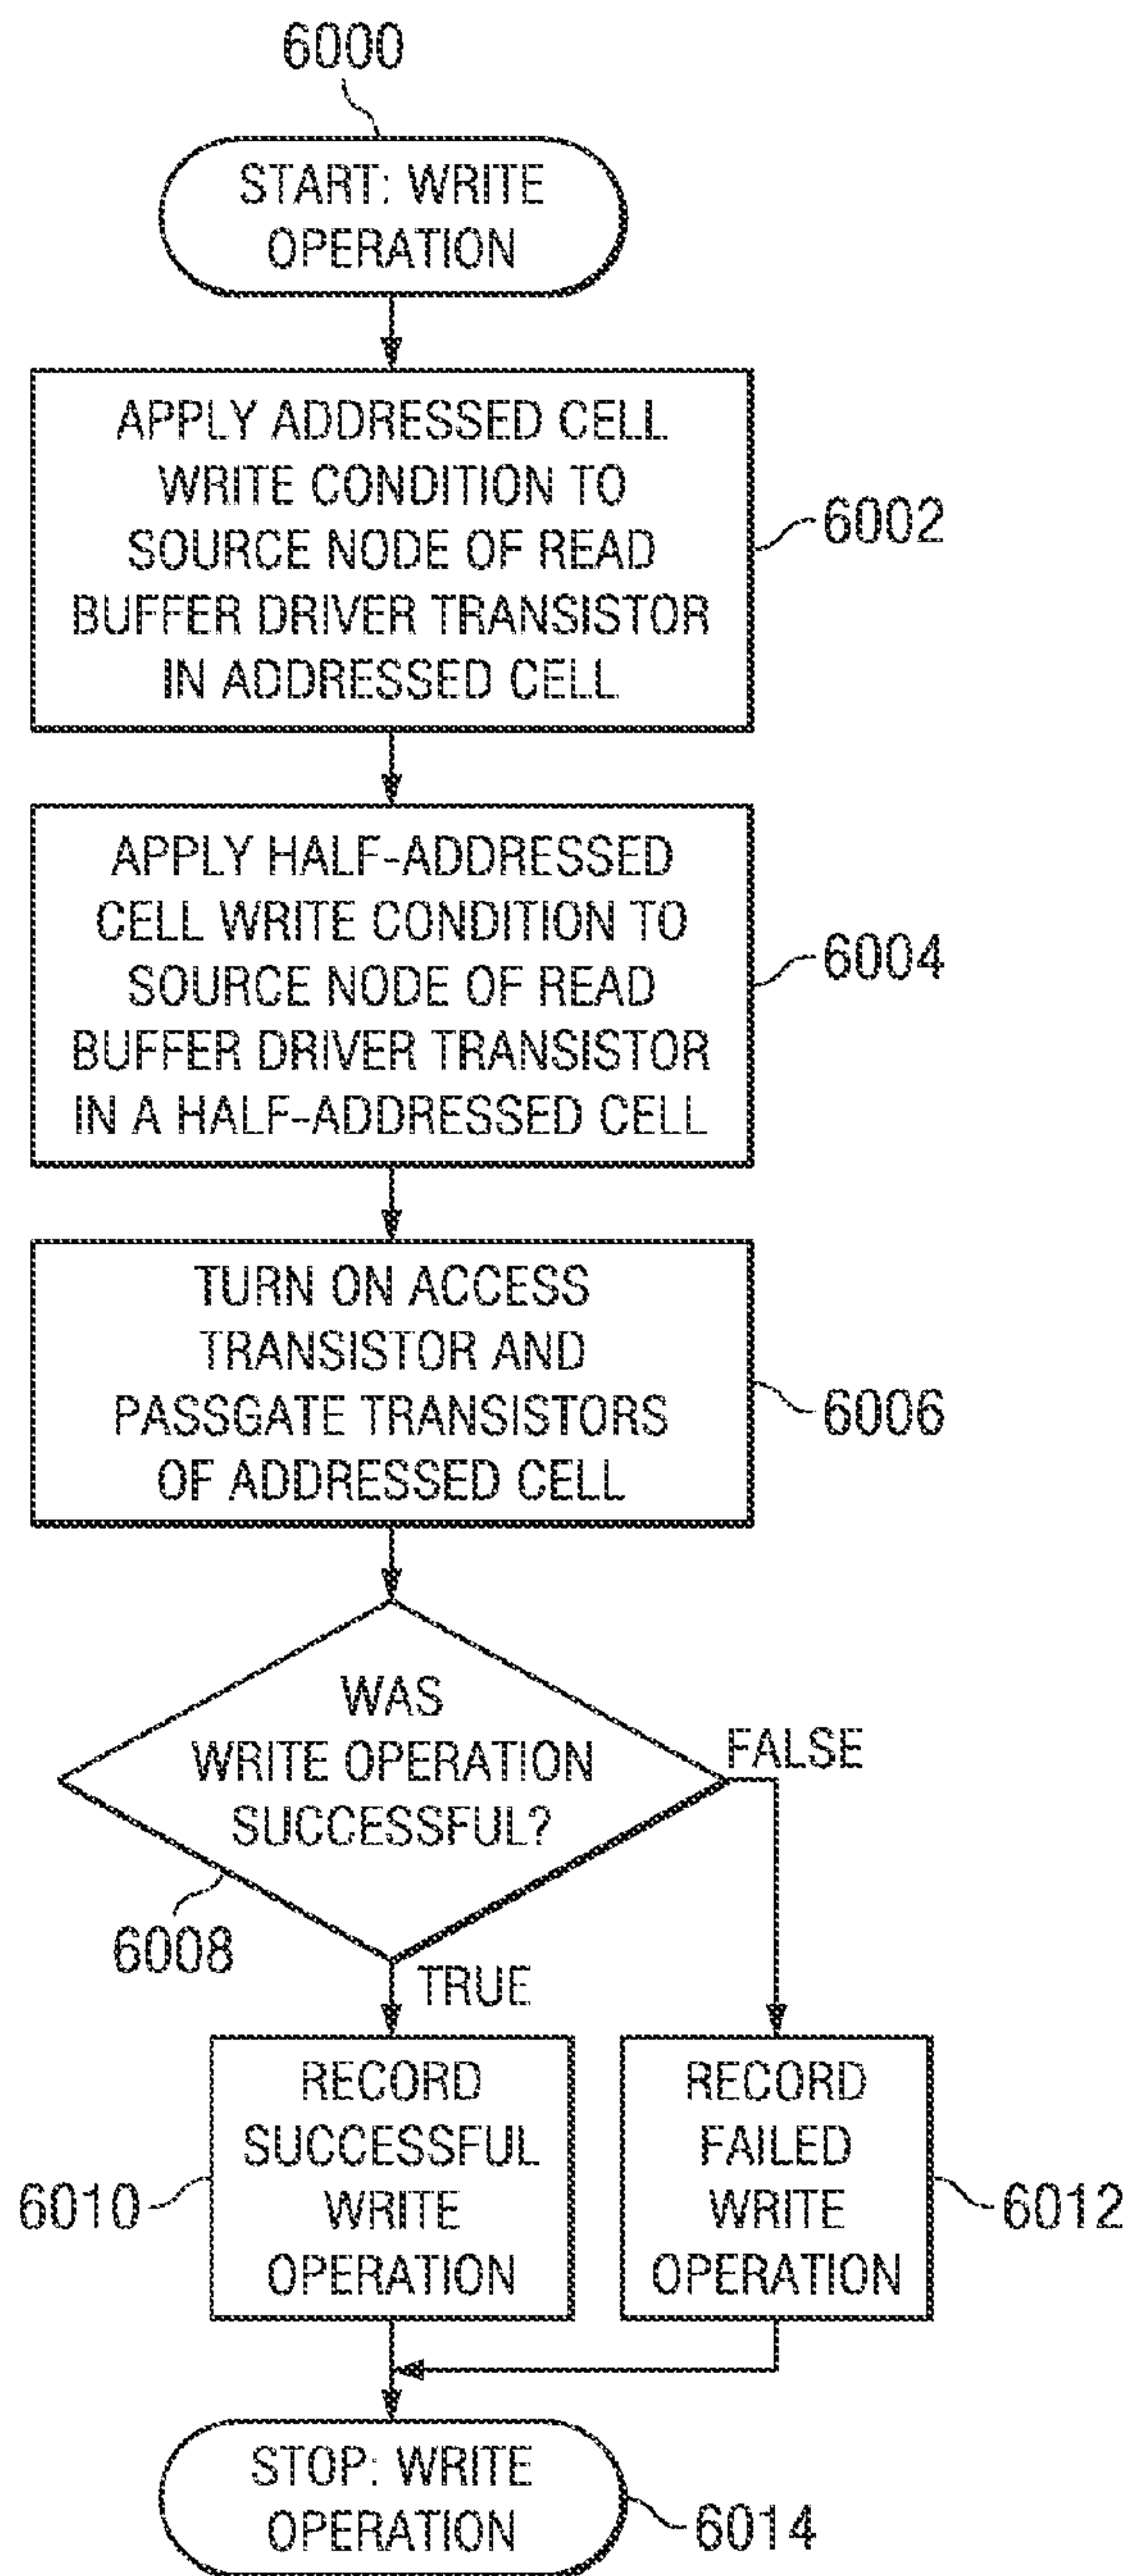 6000
START: WRITE
OPERATION
APPLY ADDRESSED CELL
WRITE CONDITION TO
SOURCE NODE OF READ
BUFFER DRIVER TRANSISTOR
IN ADDRESSED CELL
6002
APPLY HALF-ADDRESSED
CELL WRITE CONDITION TO
SOURCE NODE OF READ
BUFFER DRIVER TRANSISTOR
IN A HALF-ADDRESSED CELL
6004
TURN ON ACCESS
TRANSISTOR AND
PASSGATE TRANSISTORS
OF ADDRESSED CELL
6006
WAS
WRITE OPERATION
SUCCESSFUL?
FALSE
6008
TRUE
RECORD
SUCCESSFUL
WRITE
OPERATION
6010
RECORD
FAILED
WRITE
OPERATION
6012
STOP: WRITE
OPERATION
6014